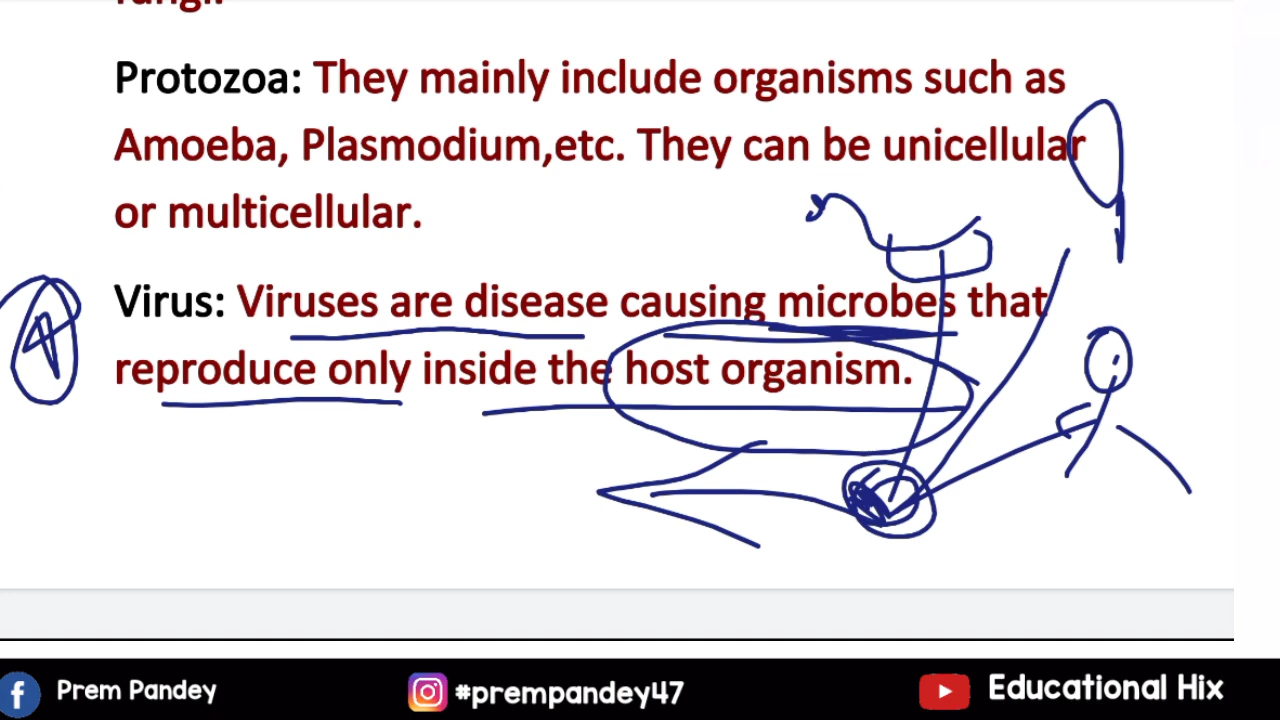 fungi.
Protozoa: They mainly include organisms such as
Amoeba, Plasmodium,etc. They can be unicellular
or multicellular.
Virus: Viruses are disease causing microbes that
reproduce only inside the host organism.
Prem Pandey
#prempandey47
Educational Hix